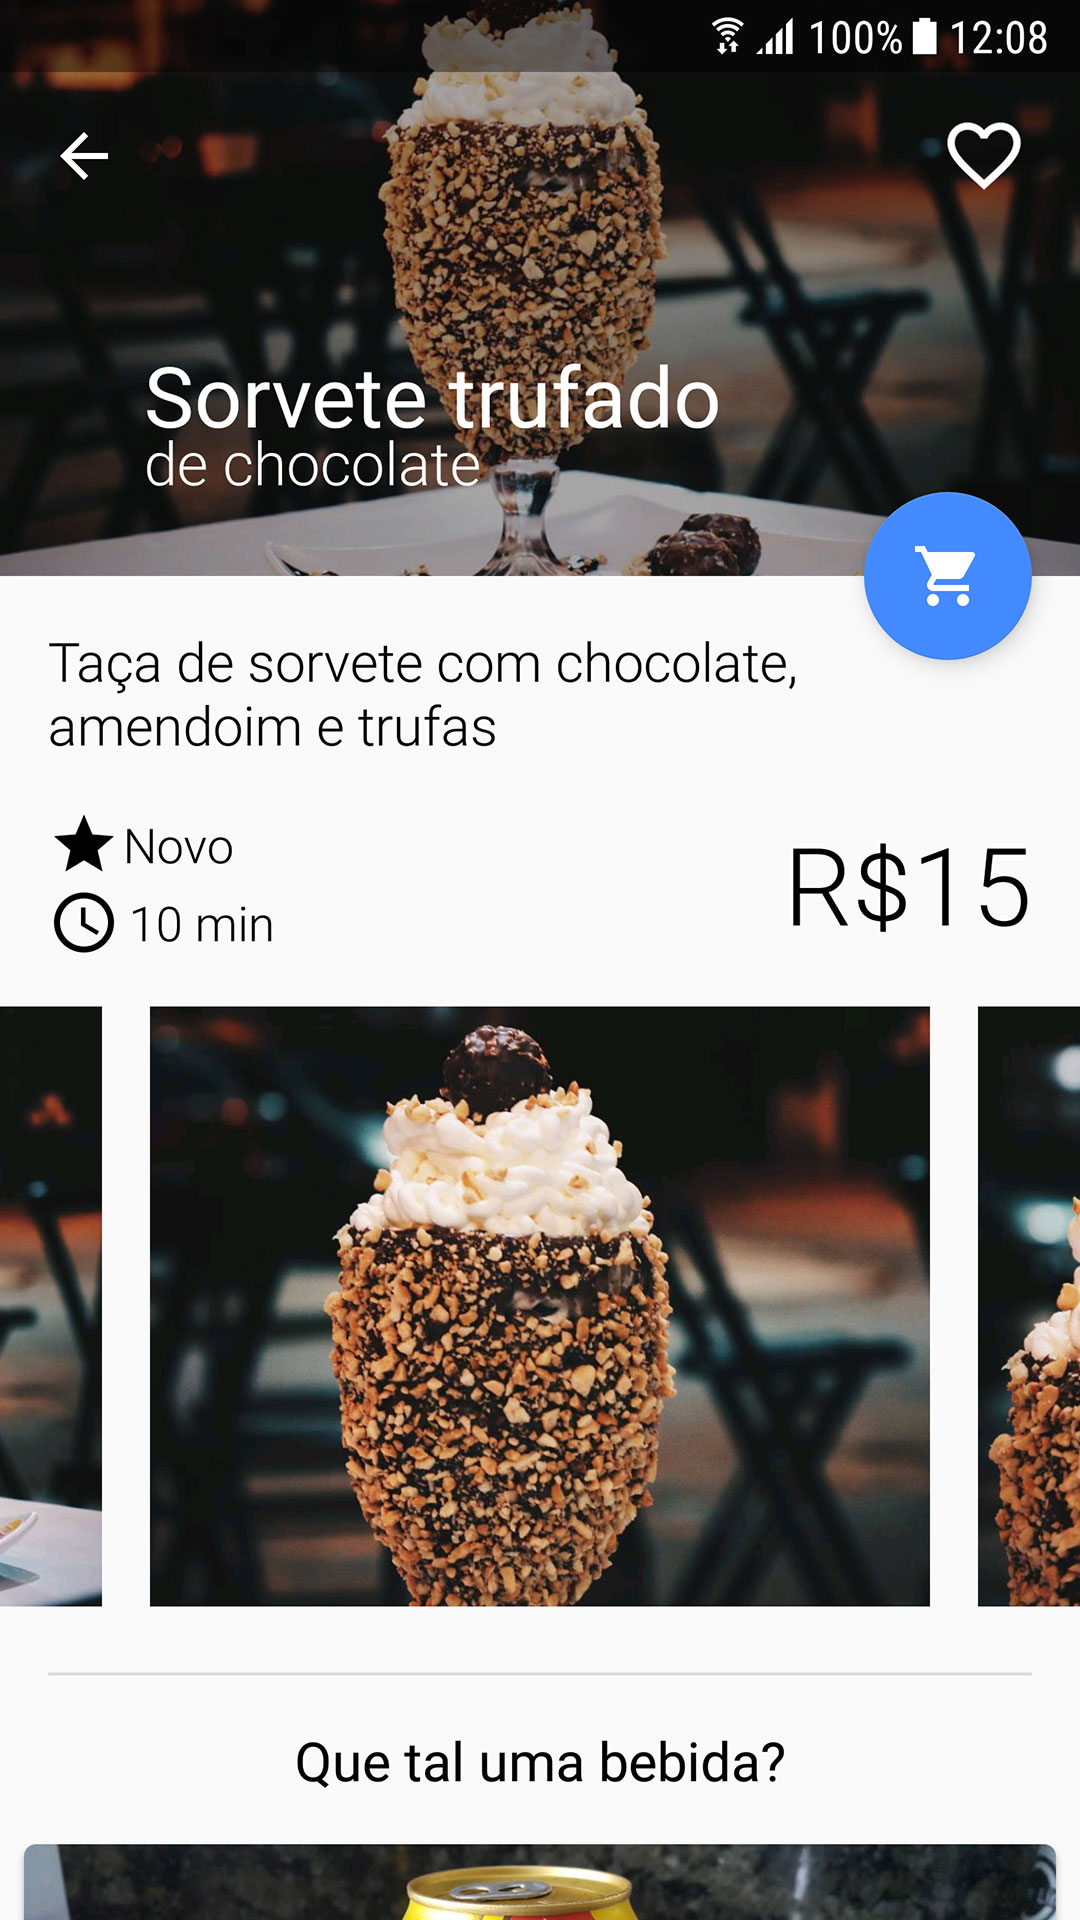 100% 12:08
Sorvete trufado
de chocolate
Taça de sorvete com chocolate,
amendoim e trufas
Novo
10 min
R$15
Que tal uma bebida?